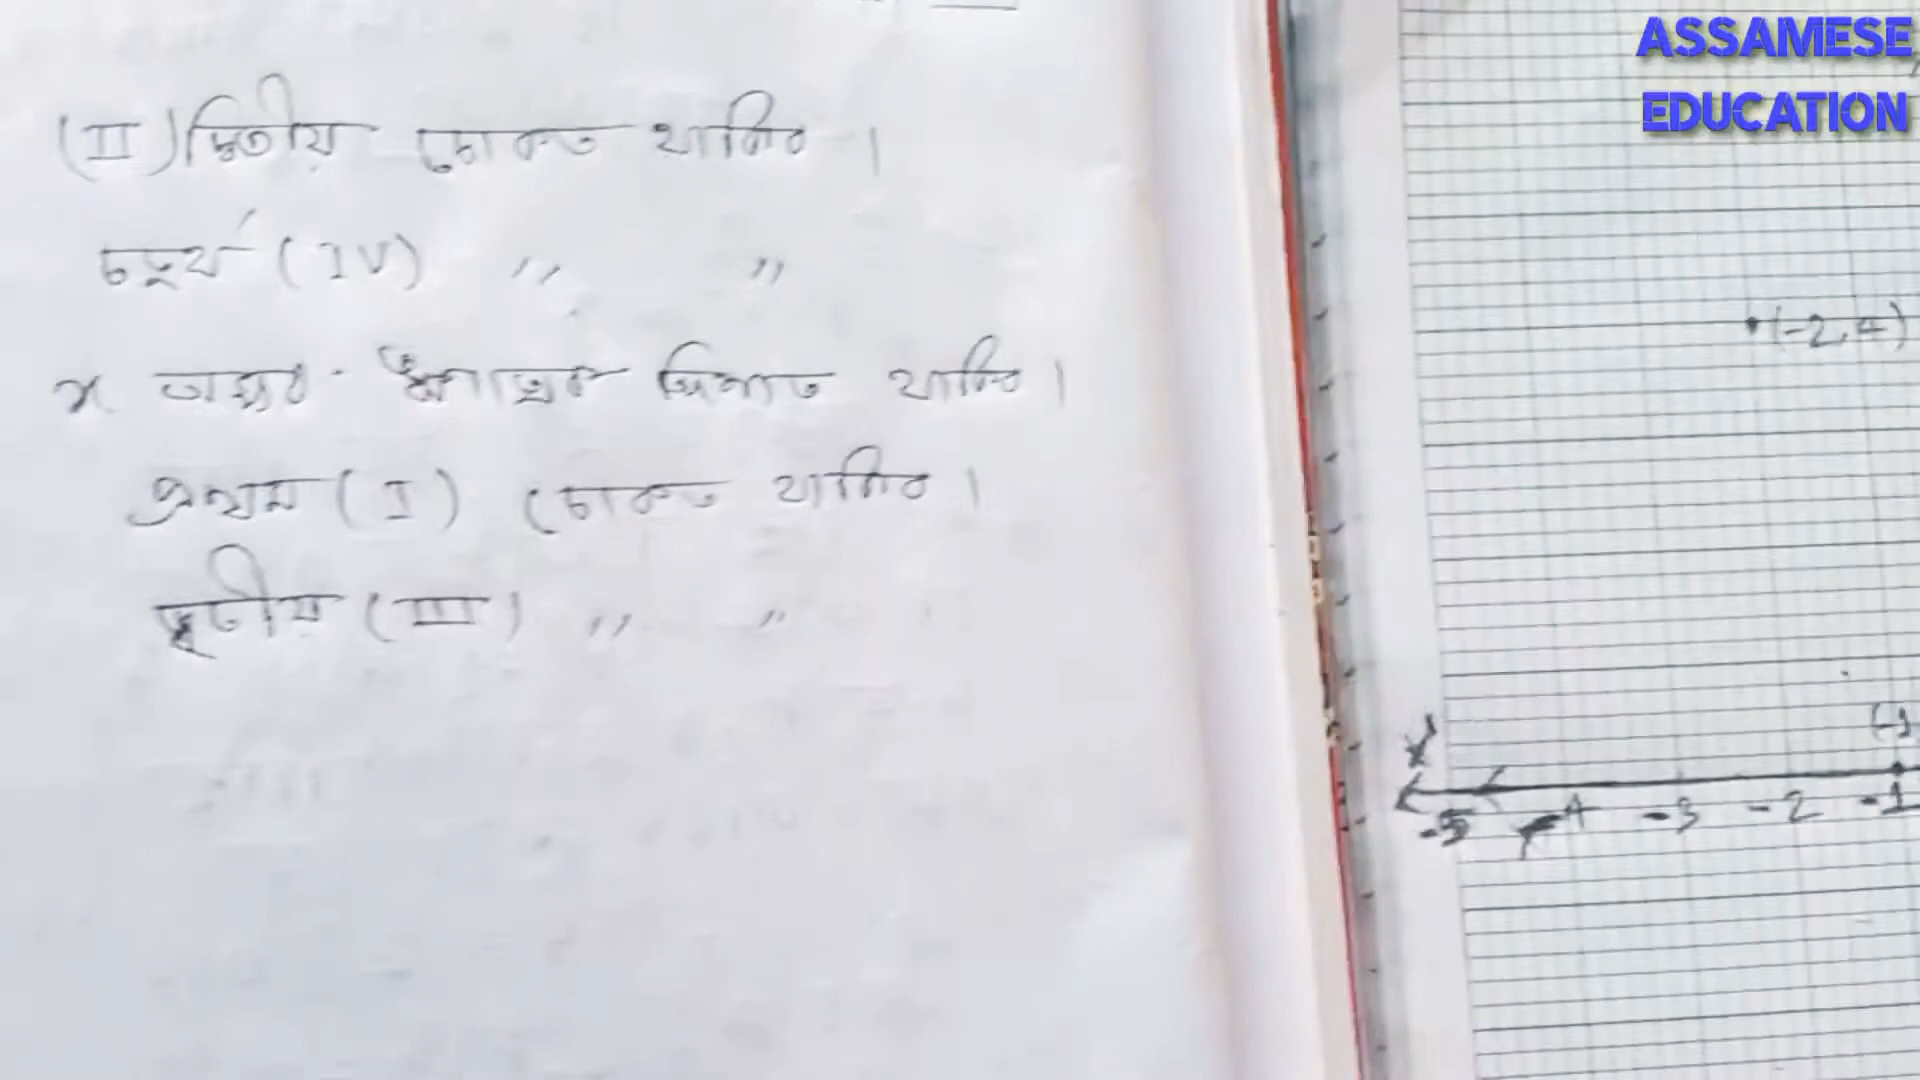 (II) দ্বিতীয় চোকত থাকিব ।
চতুৰ্থ (IV) " "
x অক্ষৰ ঋণাত্মক দিশত থাকিব ।
প্ৰথম (I) চোকত থাকিব ।
তৃতীয় (III) " "
ASSAMESE
EDUCATION
(-2, 4)
(-1
X'
-5 -4 -3 -2 -1